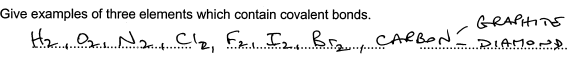 Give examples of three elements which contain covalent bonds.
H2, O2, N2, Cl2, F2, I2, Br2, CARBON - GRAPHITE
DIAMOND.